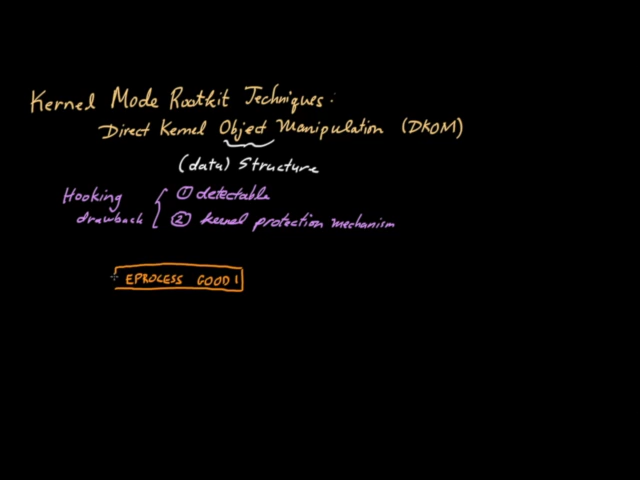 Kernel Mode Rootkit Techniques:
Direct Kernel Object Manipulation (DKOM)
(data) Structure
Hooking ① detectable
drawback ② kernel protection mechanism
EPROCESS GOOD1